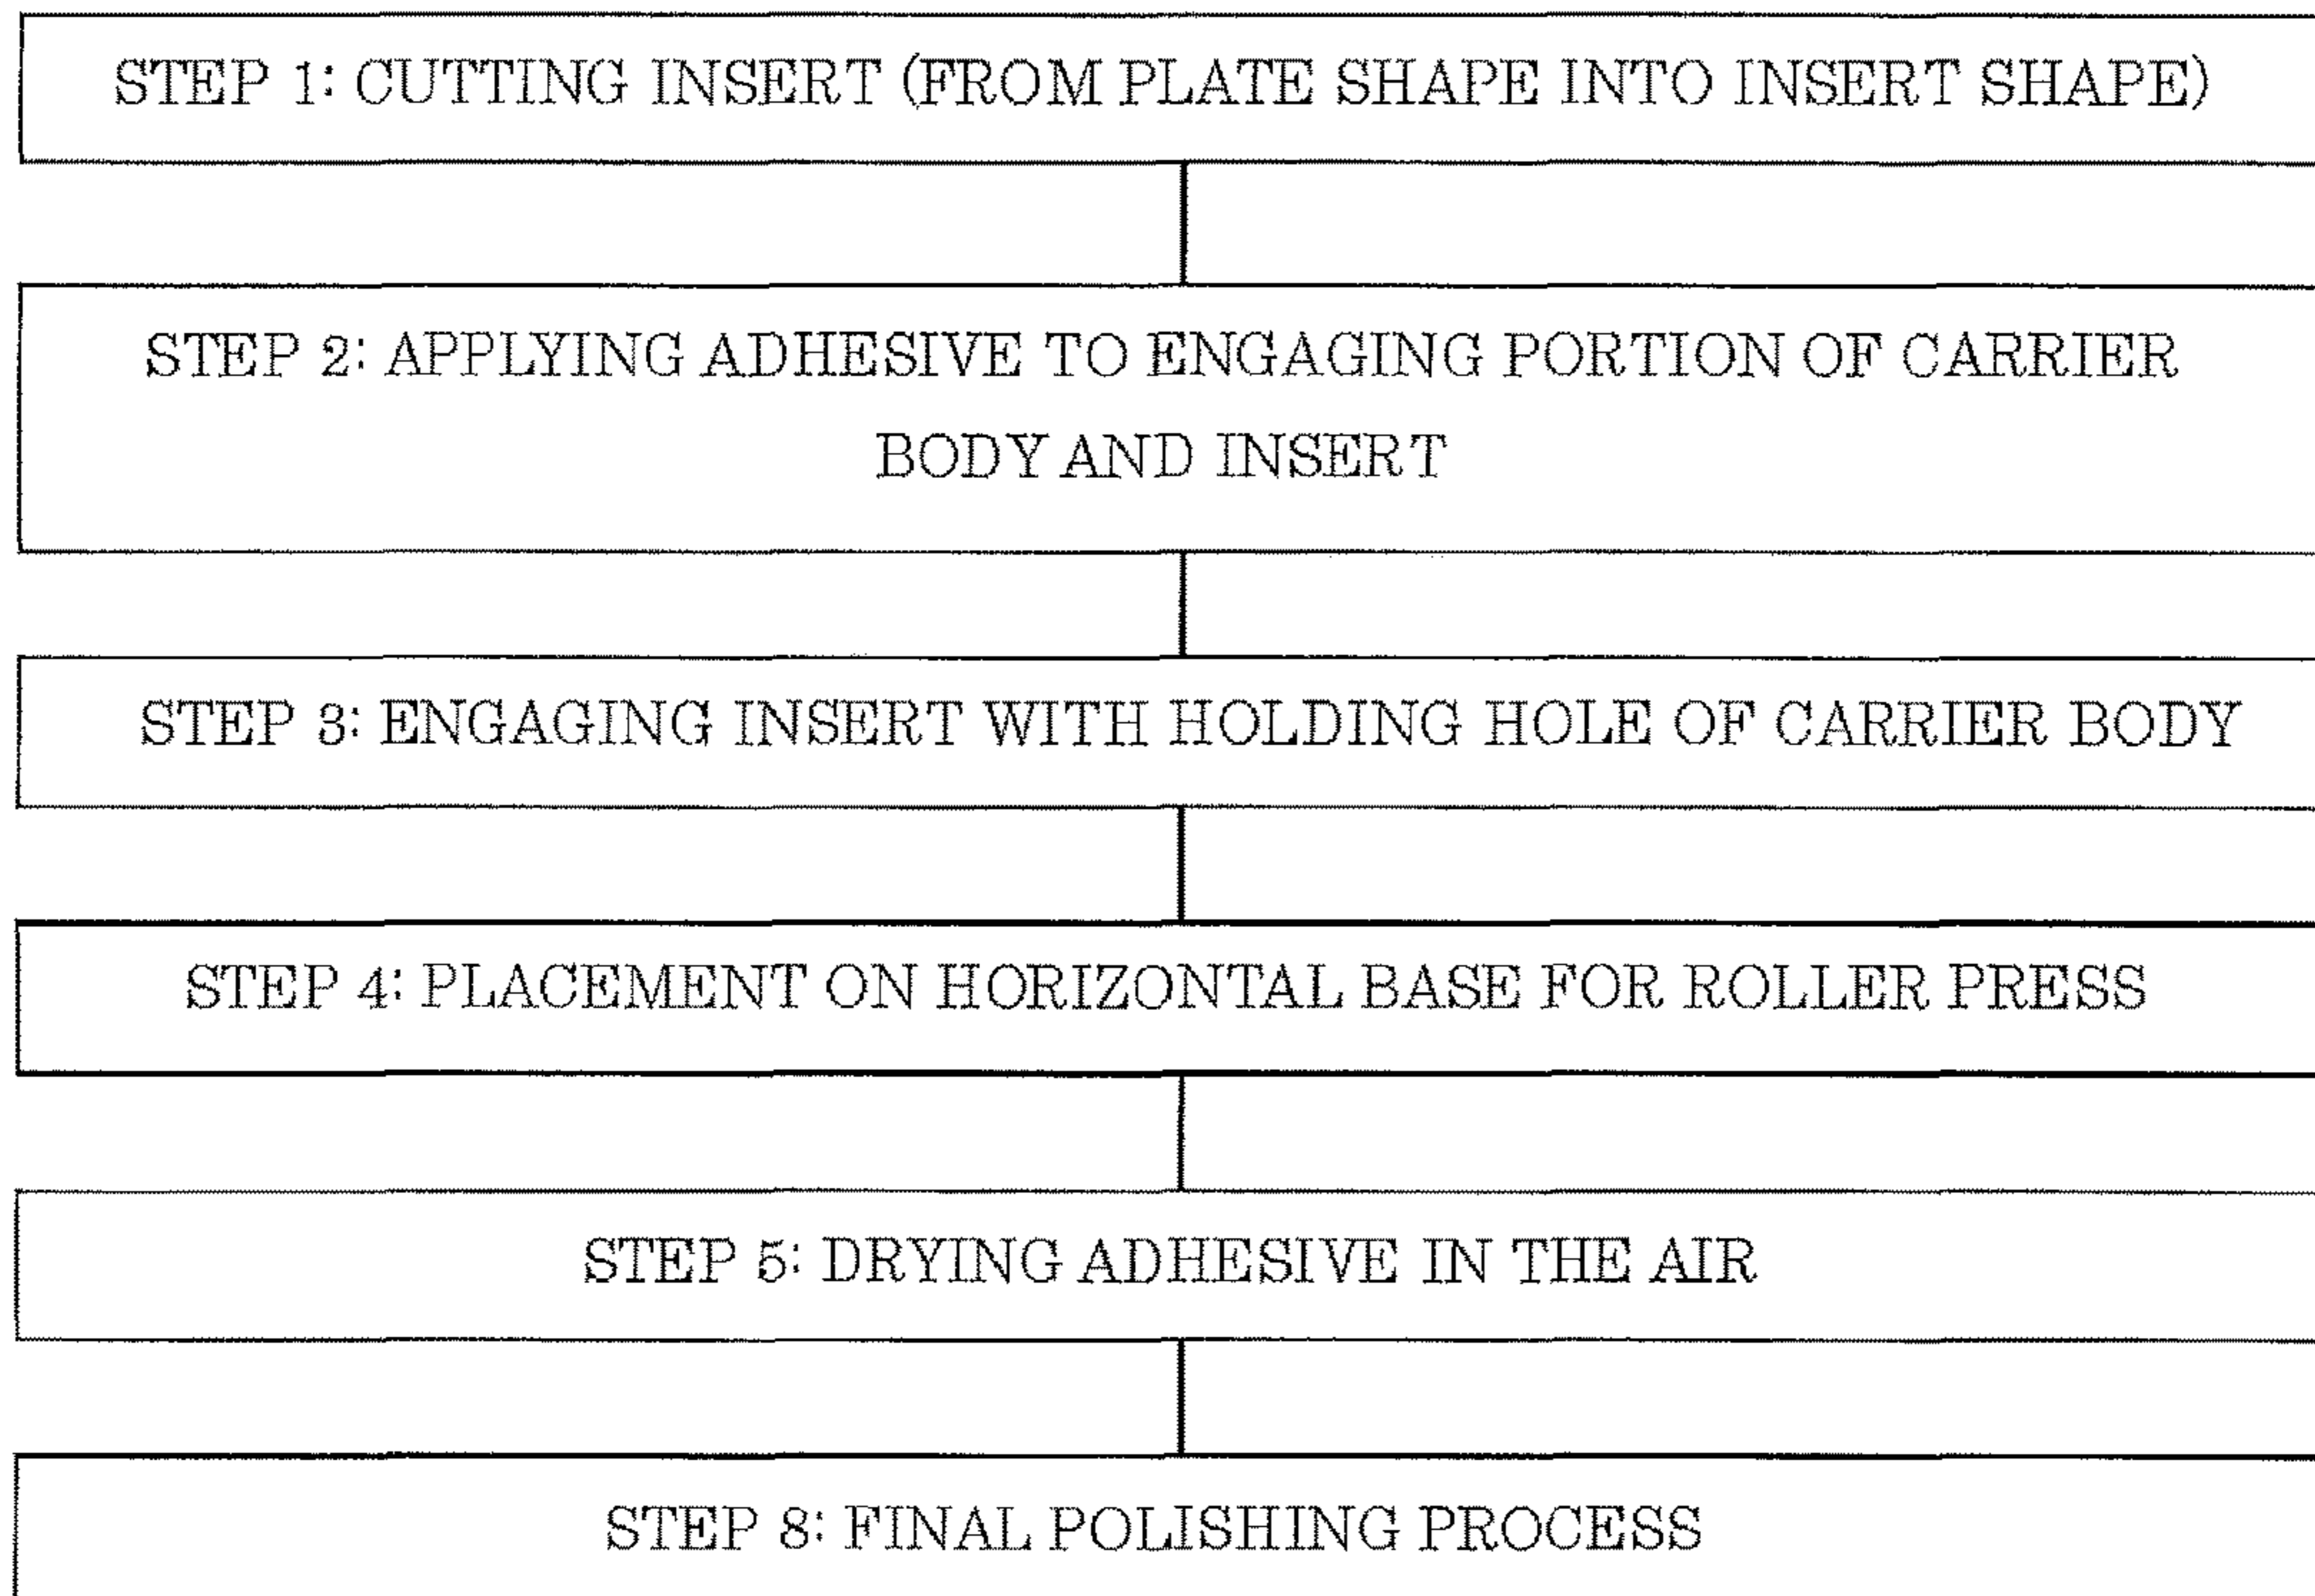 STEP 1: CUTTING INSERT (FROM PLATE SHAPE INTO INSERT SHAPE)
STEP 2: APPLYING ADHESIVE TO ENGAGING PORTION OF CARRIER
BODY AND INSERT
STEP 3: ENGAGING INSERT WITH HOLDING HOLE OF CARRIER BODY
STEP 4: PLACEMENT ON HORIZONTAL BASE FOR ROLLER PRESS
STEP 5: DRYING ADHESIVE IN THE AIR
STEP 8: FINAL POLISHING PROCESS